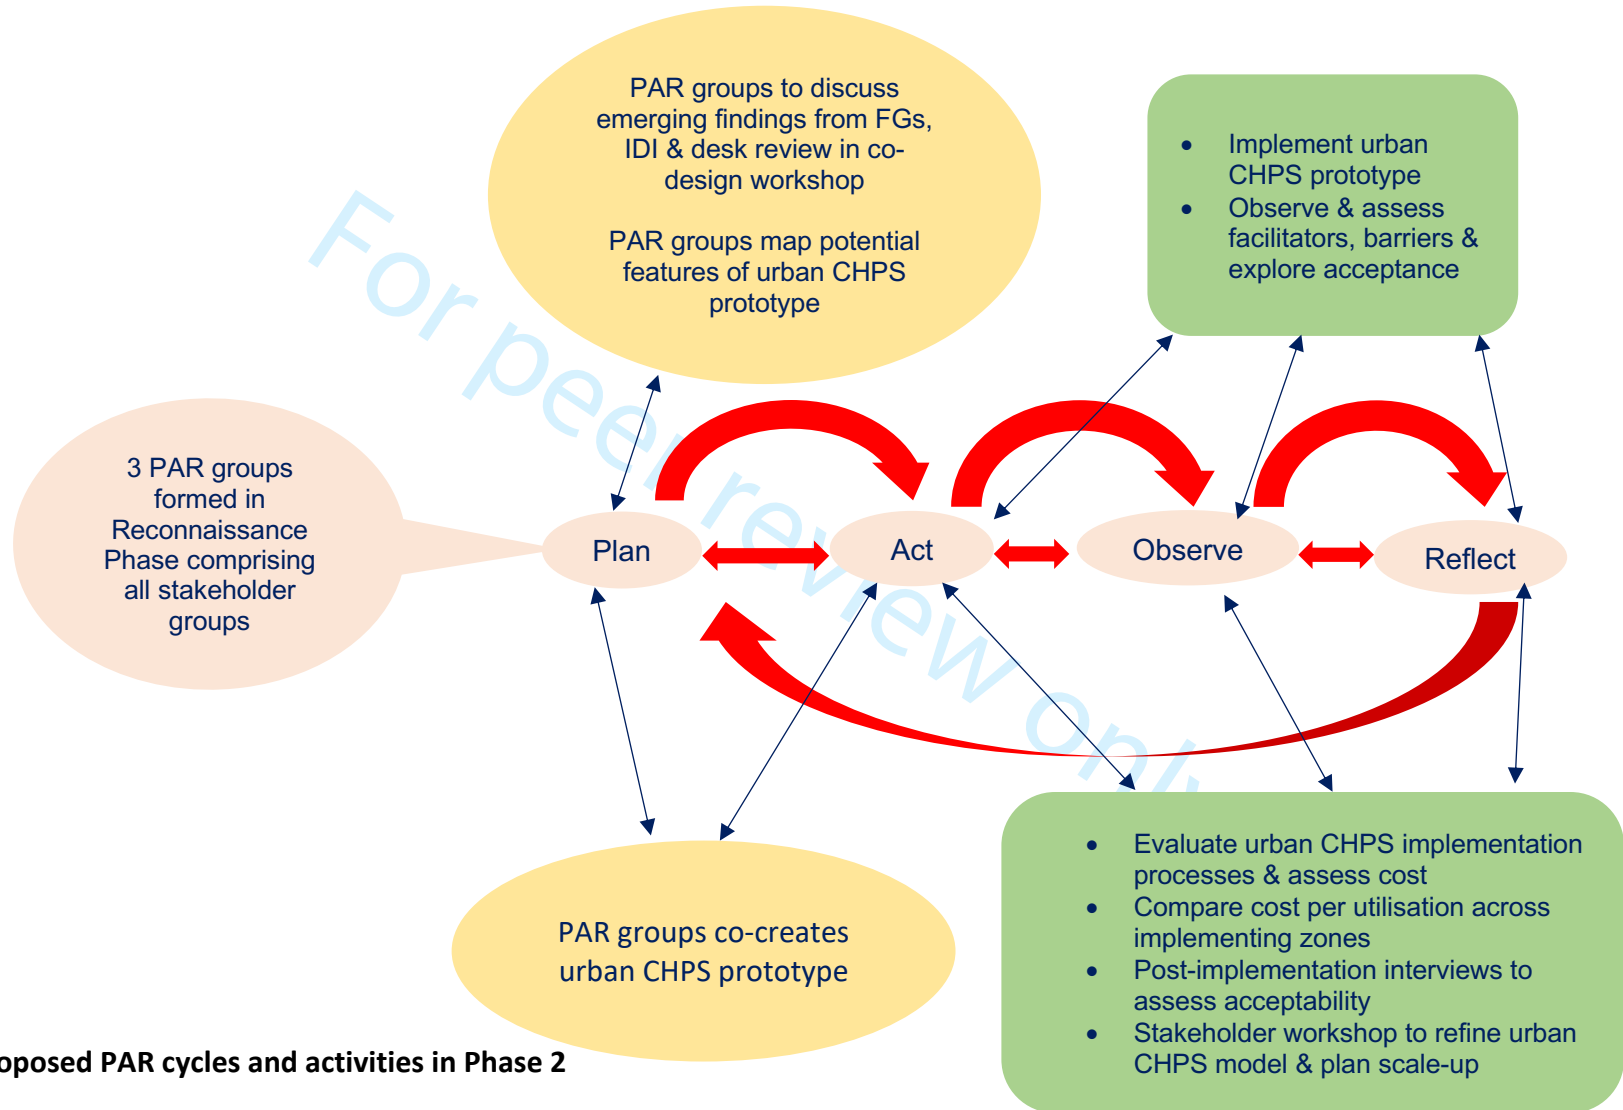 PAR groups to discuss
emerging findings from FGs,
IDI & desk review in co-
design workshop
PAR groups map potential
features of urban CHPS
prototype
• Implement urban
CHPS prototype
• Observe & assess
facilitators, barriers &
explore acceptance
For peer review only
3 PAR groups
formed in
Reconnaissance
Phase comprising
all stakeholder
groups
Plan
Act
Observe
Reflect
PAR groups co-creates
urban CHPS prototype
• Evaluate urban CHPS implementation
processes & assess cost
• Compare cost per utilisation across
implementing zones
• Post-implementation interviews to
assess acceptability
• Stakeholder workshop to refine urban
CHPS model & plan scale-up
oposed PAR cycles and activities in Phase 2